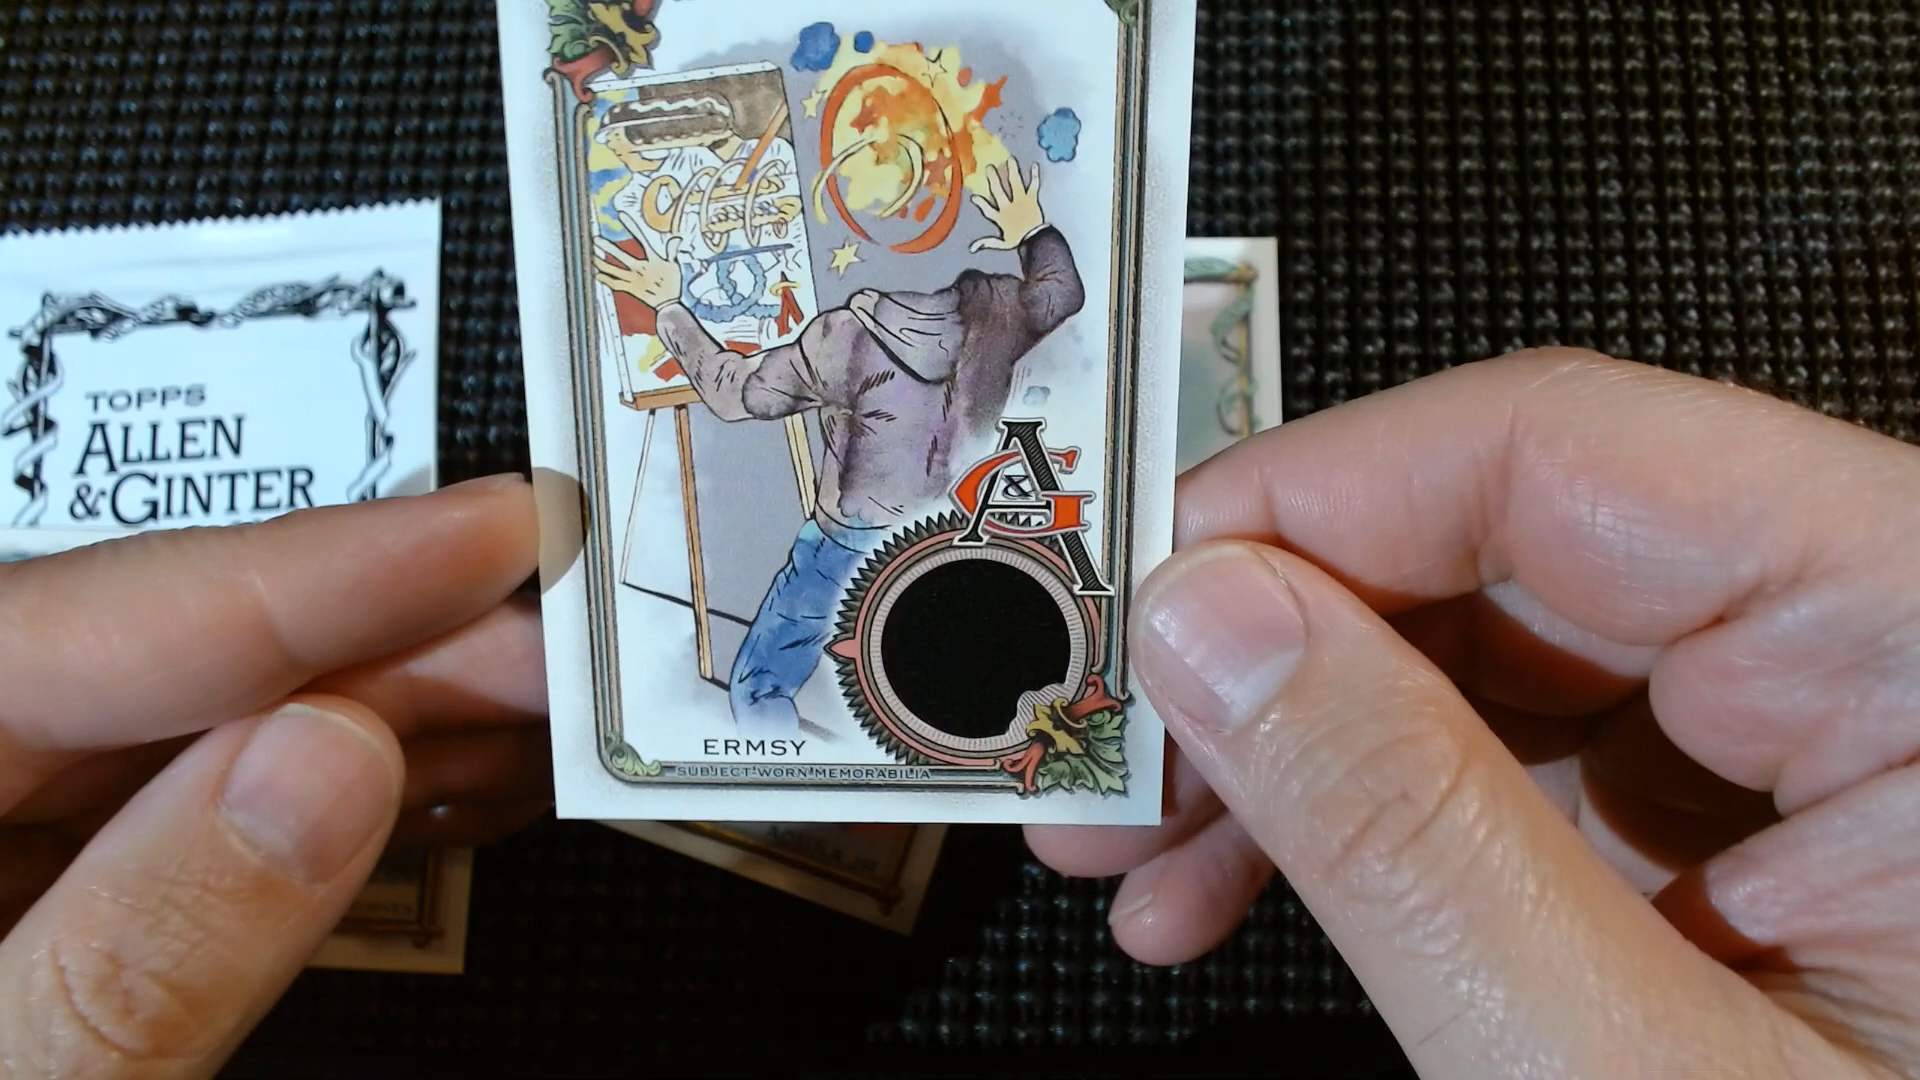 TOPPS
ALLEN
&GINTER
A&G
ERMSY
SUBJECT-WORN MEMORABILIA